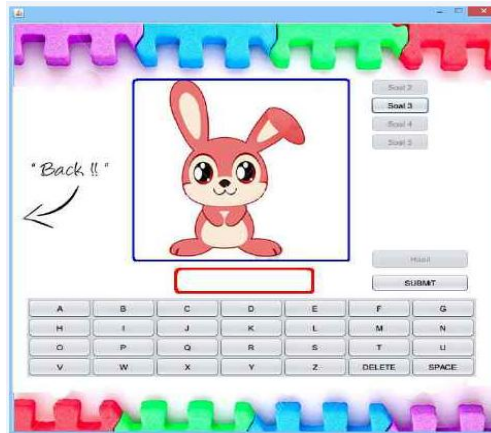 Soal 2
Soal 3
Soal 4
Soal 5
" Back !! "
Hasil
SUBMIT
A B C D E F G
H I J K L M N
O P Q R S T U
V W X Y Z DELETE SPACE